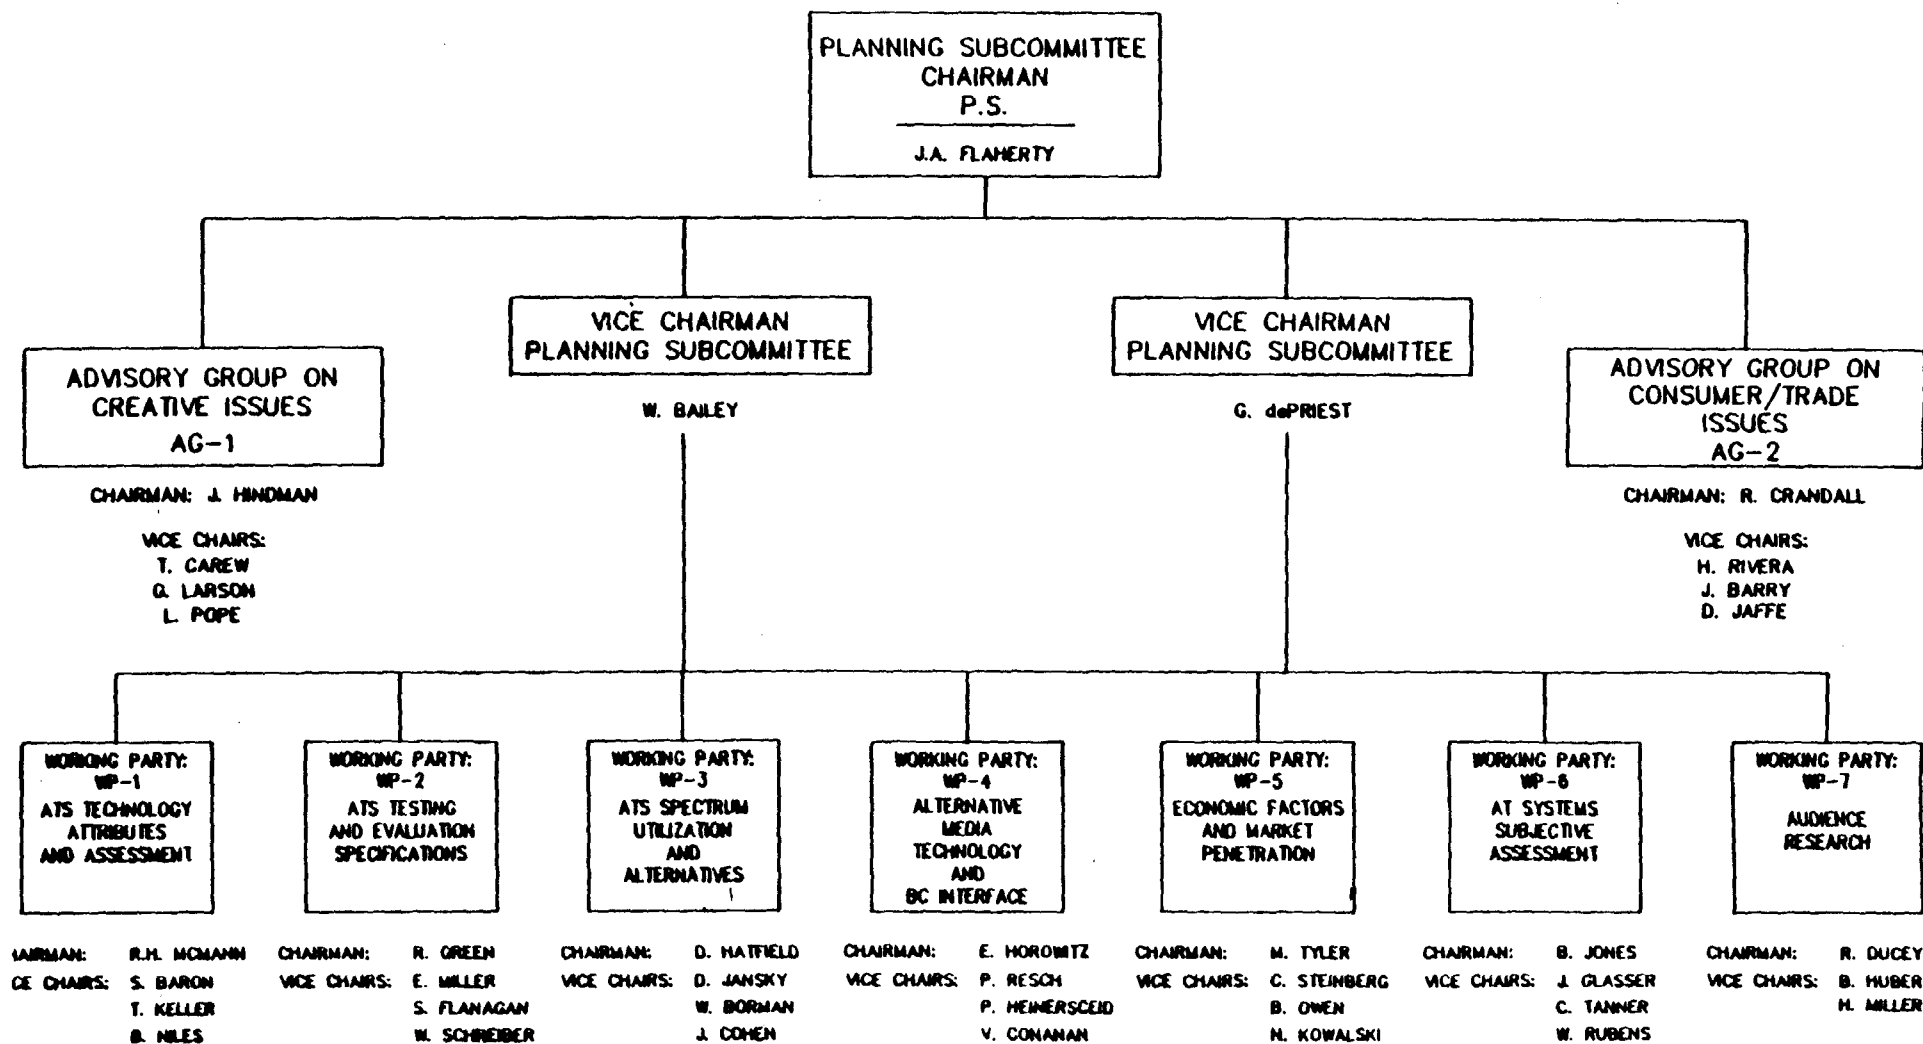 PLANNING SUBCOMMITTEE
CHAIRMAN
P.S.
J.A. FLAHERTY
VICE CHAIRMAN
PLANNING SUBCOMMITTEE
W. BAILEY
VICE CHAIRMAN
PLANNING SUBCOMMITTEE
G. dePRIEST
ADVISORY GROUP ON
CREATIVE ISSUES
AG-1
CHAIRMAN: J. HINDMAN
VICE CHAIRS:
T. CAREW
G. LARSON
L. POPE
ADVISORY GROUP ON
CONSUMER/TRADE
ISSUES
AG-2
CHAIRMAN: R. CRANDALL
VICE CHAIRS:
H. RIVERA
J. BARRY
D. JAFFE
WORKING PARTY:
WP-1
ATS TECHNOLOGY
ATTRIBUTES
AND ASSESSMENT
AIRMAN: R.H. MCMANN
CE CHAIRS: S. BARON
T. KELLER
B. NILES
WORKING PARTY:
WP-2
ATS TESTING
AND EVALUATION
SPECIFICATIONS
CHAIRMAN: R. GREEN
VICE CHAIRS: E. MILLER
S. FLANAGAN
W. SCHREIBER
WORKING PARTY:
WP-3
ATS SPECTRUM
UTILIZATION
AND
ALTERNATIVES
CHAIRMAN: D. HATFIELD
VICE CHAIRS: D. JANSKY
W. BORMAN
J. COHEN
WORKING PARTY:
WP-4
ALTERNATIVE
MEDIA
TECHNOLOGY
AND
BC INTERFACE
CHAIRMAN: E. HOROWITZ
VICE CHAIRS: P. RESCH
P. HEINERSCEID
V. CONANAN
WORKING PARTY:
WP-5
ECONOMIC FACTORS
AND MARKET
PENETRATION
CHAIRMAN: M. TYLER
VICE CHAIRS: C. STEINBERG
B. OWEN
N. KOWALSKI
WORKING PARTY:
WP-6
AT SYSTEMS
SUBJECTIVE
ASSESSMENT
CHAIRMAN: B. JONES
VICE CHAIRS: J. GLASSER
C. TANNER
W. RUBENS
WORKING PARTY:
WP-7
AUDIENCE
RESEARCH
CHAIRMAN: R. DUCEY
VICE CHAIRS: B. HUBER
H. MILLER